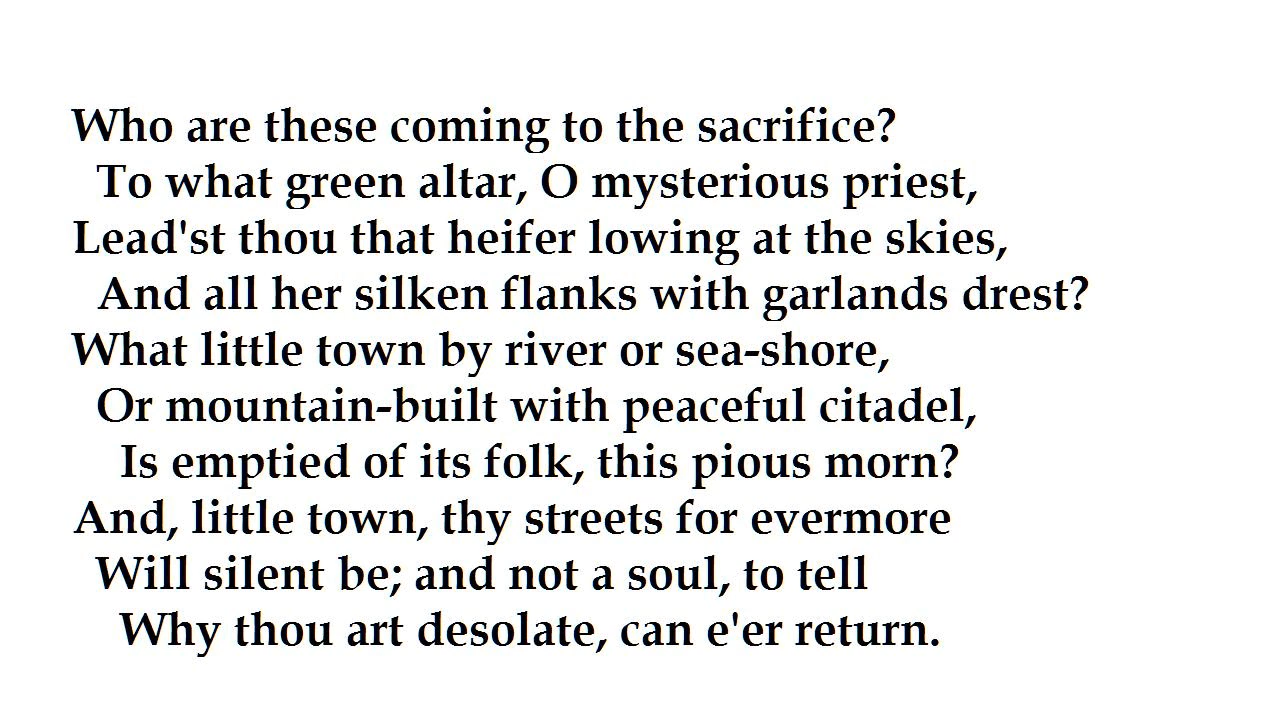 Who are these coming to the sacrifice?
To what green altar, O mysterious priest,
Lead'st thou that heifer lowing at the skies,
And all her silken flanks with garlands drest?
What little town by river or sea-shore,
Or mountain-built with peaceful citadel,
Is emptied of its folk, this pious morn?
And, little town, thy streets for evermore
Will silent be; and not a soul, to tell
Why thou art desolate, can e'er return.